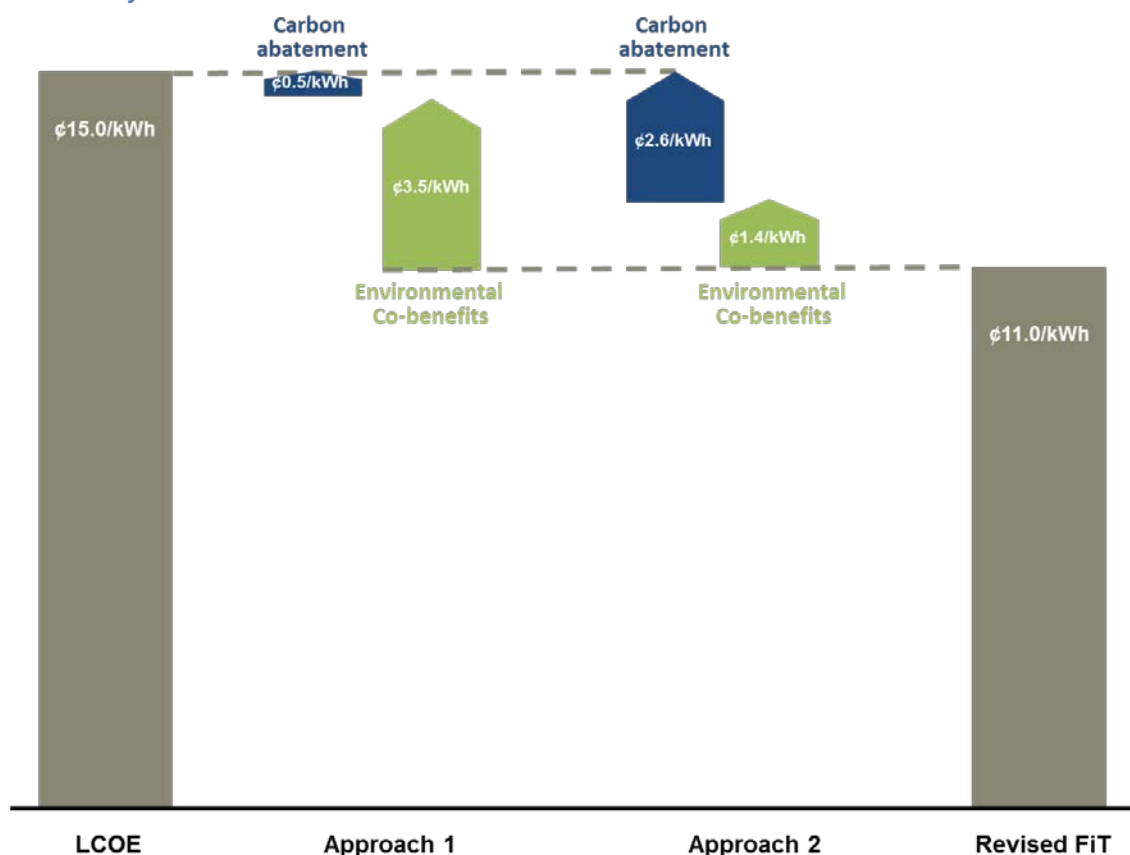 Carbon
abatement
Carbon
abatement
¢15.0/kWh
¢0.5/kWh
¢3.5/kWh
¢2.6/kWh
¢1.4/kWh
Environmental
Co-benefits
Environmental
Co-benefits
¢11.0/kWh
LCOE
Approach 1
Approach 2
Revised FiT